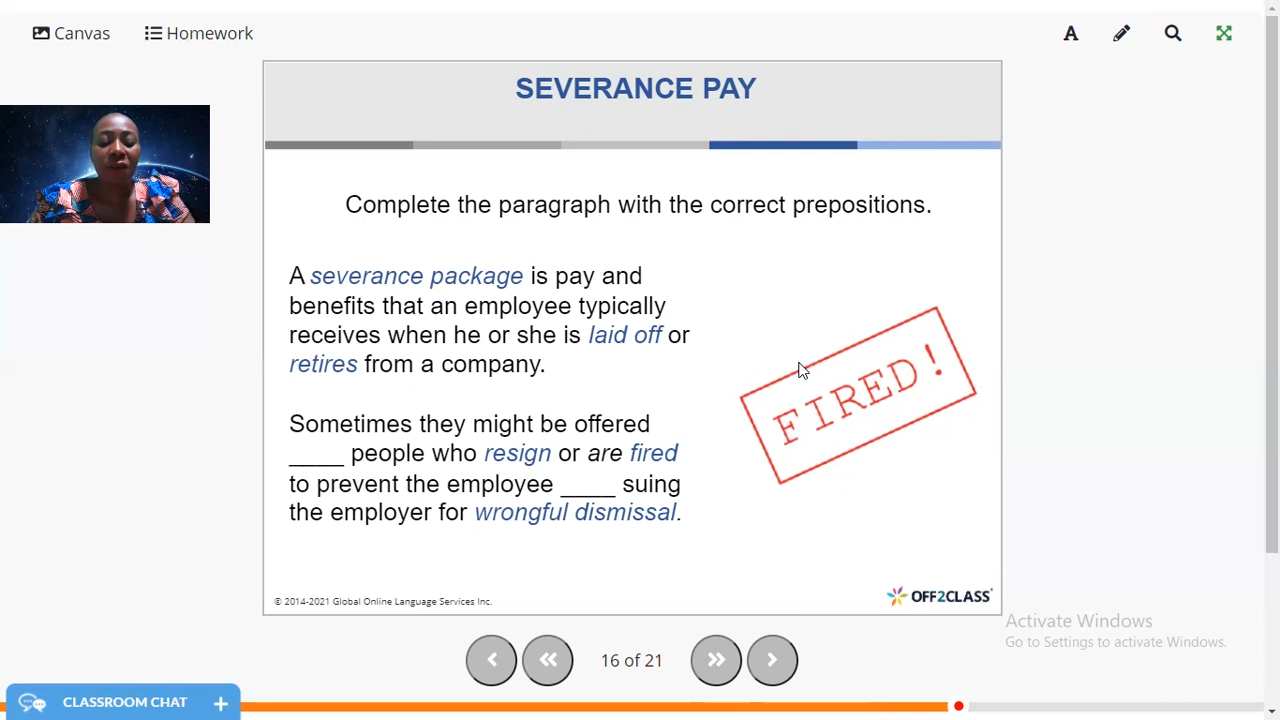 Canvas
Homework
A
SEVERANCE PAY
Complete the paragraph with the correct prepositions.
A severance package is pay and
benefits that an employee typically
receives when he or she is laid off or
retires from a company.
Sometimes they might be offered
____ people who resign or are fired
to prevent the employee ____ suing
the employer for wrongful dismissal.
FIRED!
© 2014-2021 Global Online Language Services Inc.
OFF2CLASS
Activate Windows
Go to Settings to activate Windows.
16 of 21
CLASSROOM CHAT +